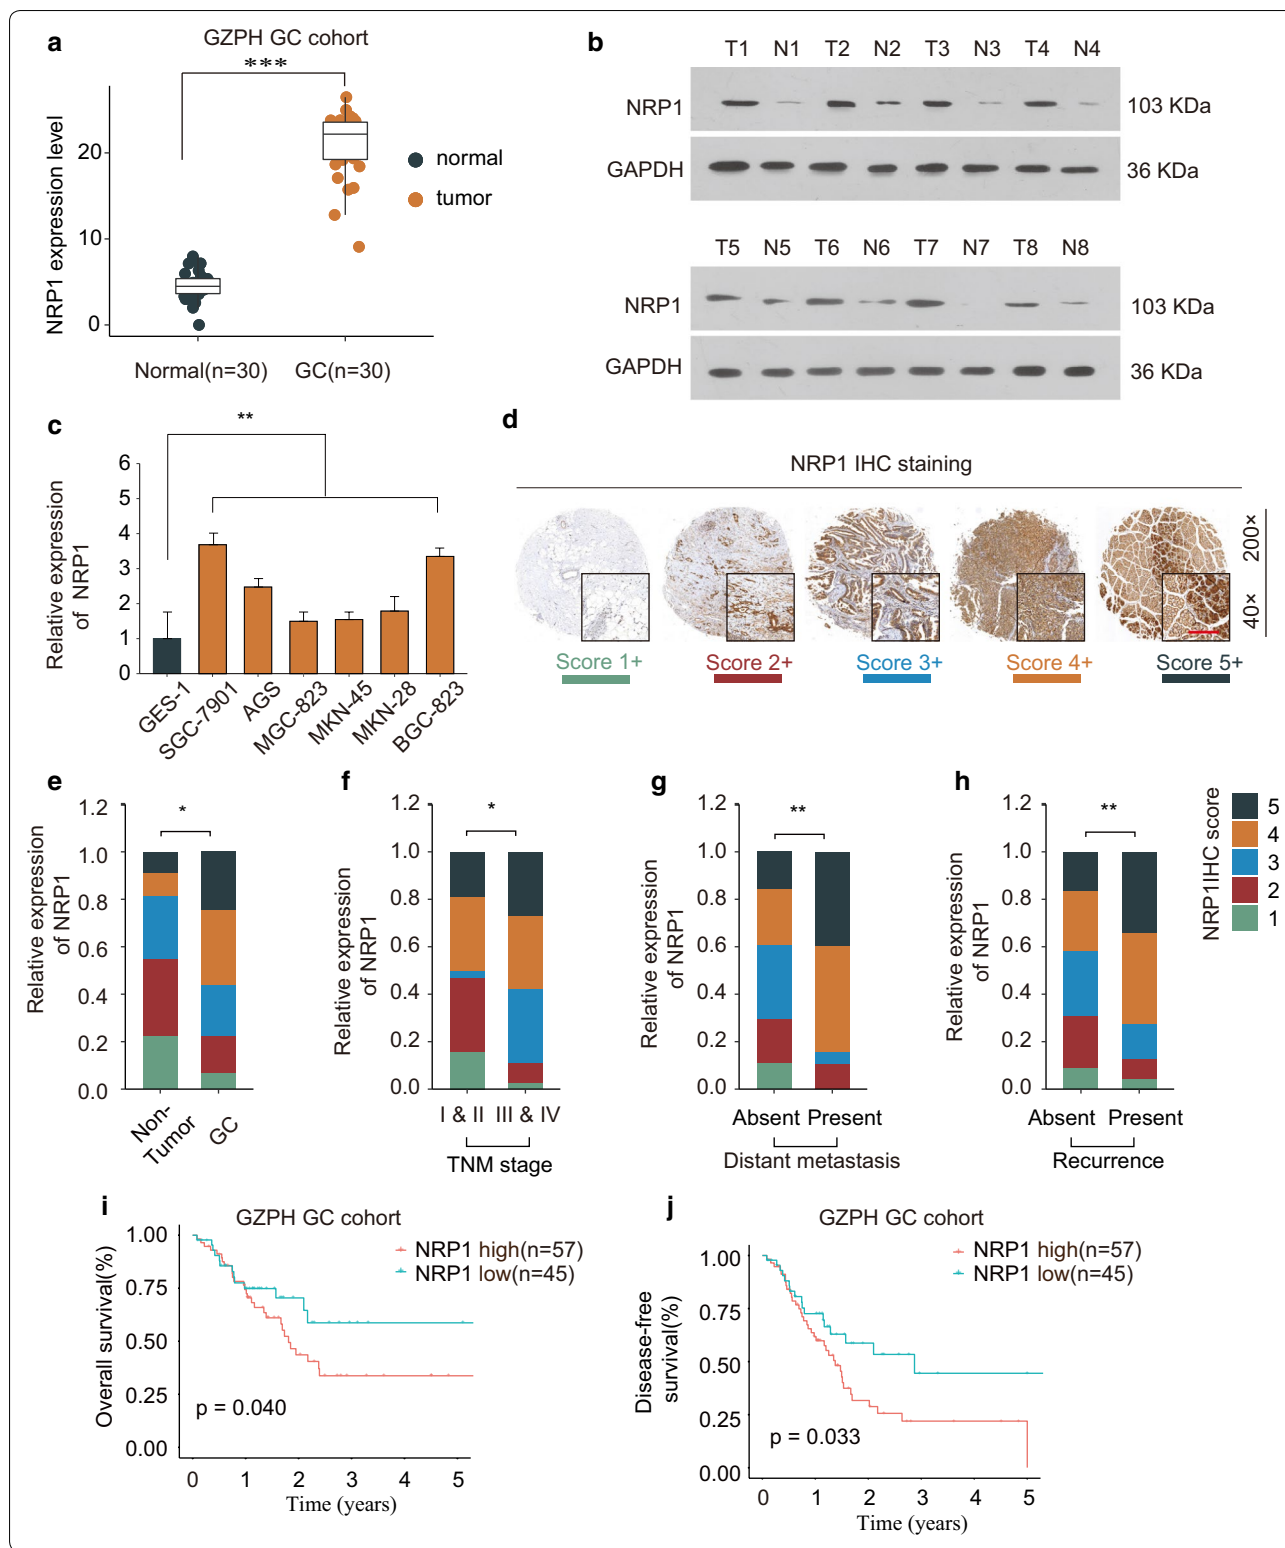 a
GZPH GC cohort
***
NRP1 expression level
20
10
0
normal
tumor
Normal(n=30)
GC(n=30)
b
T1 N1 T2 N2 T3 N3 T4 N4
NRP1
103 KDa
GAPDH
36 KDa
T5 N5 T6 N6 T7 N7 T8 N8
NRP1
103 KDa
GAPDH
36 KDa
c
**
Relative expression
of NRP1
6
5
4
3
2
1
0
GES-1
SGC-7901
AGS
MGC-823
MKN-45
MKN-28
BGC-823
d
NRP1 IHC staining
200×
40×
Score 1+
Score 2+
Score 3+
Score 4+
Score 5+
e
*
Relative expression
of NRP1
1.2
1.0
0.8
0.6
0.4
0.2
0.0
Non-
Tumor
GC
f
*
Relative expression
of NRP1
1.2
1.0
0.8
0.6
0.4
0.2
0.0
I & II
III & IV
TNM stage
g
**
Relative expression
of NRP1
1.2
1.0
0.8
0.6
0.4
0.2
0.0
Absent
Present
Distant metastasis
h
**
Relative expression
of NRP1
1.2
1.0
0.8
0.6
0.4
0.2
0.0
Absent
Present
Recurrence
NRP1IHC score
5
4
3
2
1
i
GZPH GC cohort
NRP1 high(n=57)
NRP1 low(n=45)
Overall survival(%)
1.00
0.75
0.50
0.25
0.00
p = 0.040
0 1 2 3 4 5
Time (years)
j
GZPH GC cohort
NRP1 high(n=57)
NRP1 low(n=45)
Disease-free
survival(%)
1.00
0.75
0.50
0.25
0.00
p = 0.033
0 1 2 3 4 5
Time (years)